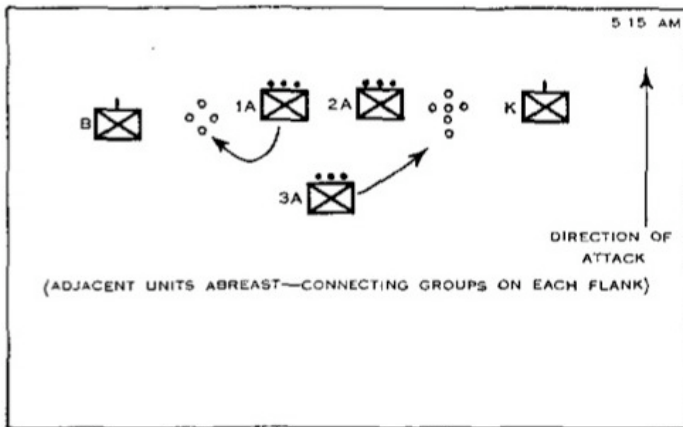 5 15 AM
B
1A
2A
K
3A
DIRECTION OF
ATTACK
(ADJACENT UNITS ABREAST—CONNECTING GROUPS ON EACH FLANK)